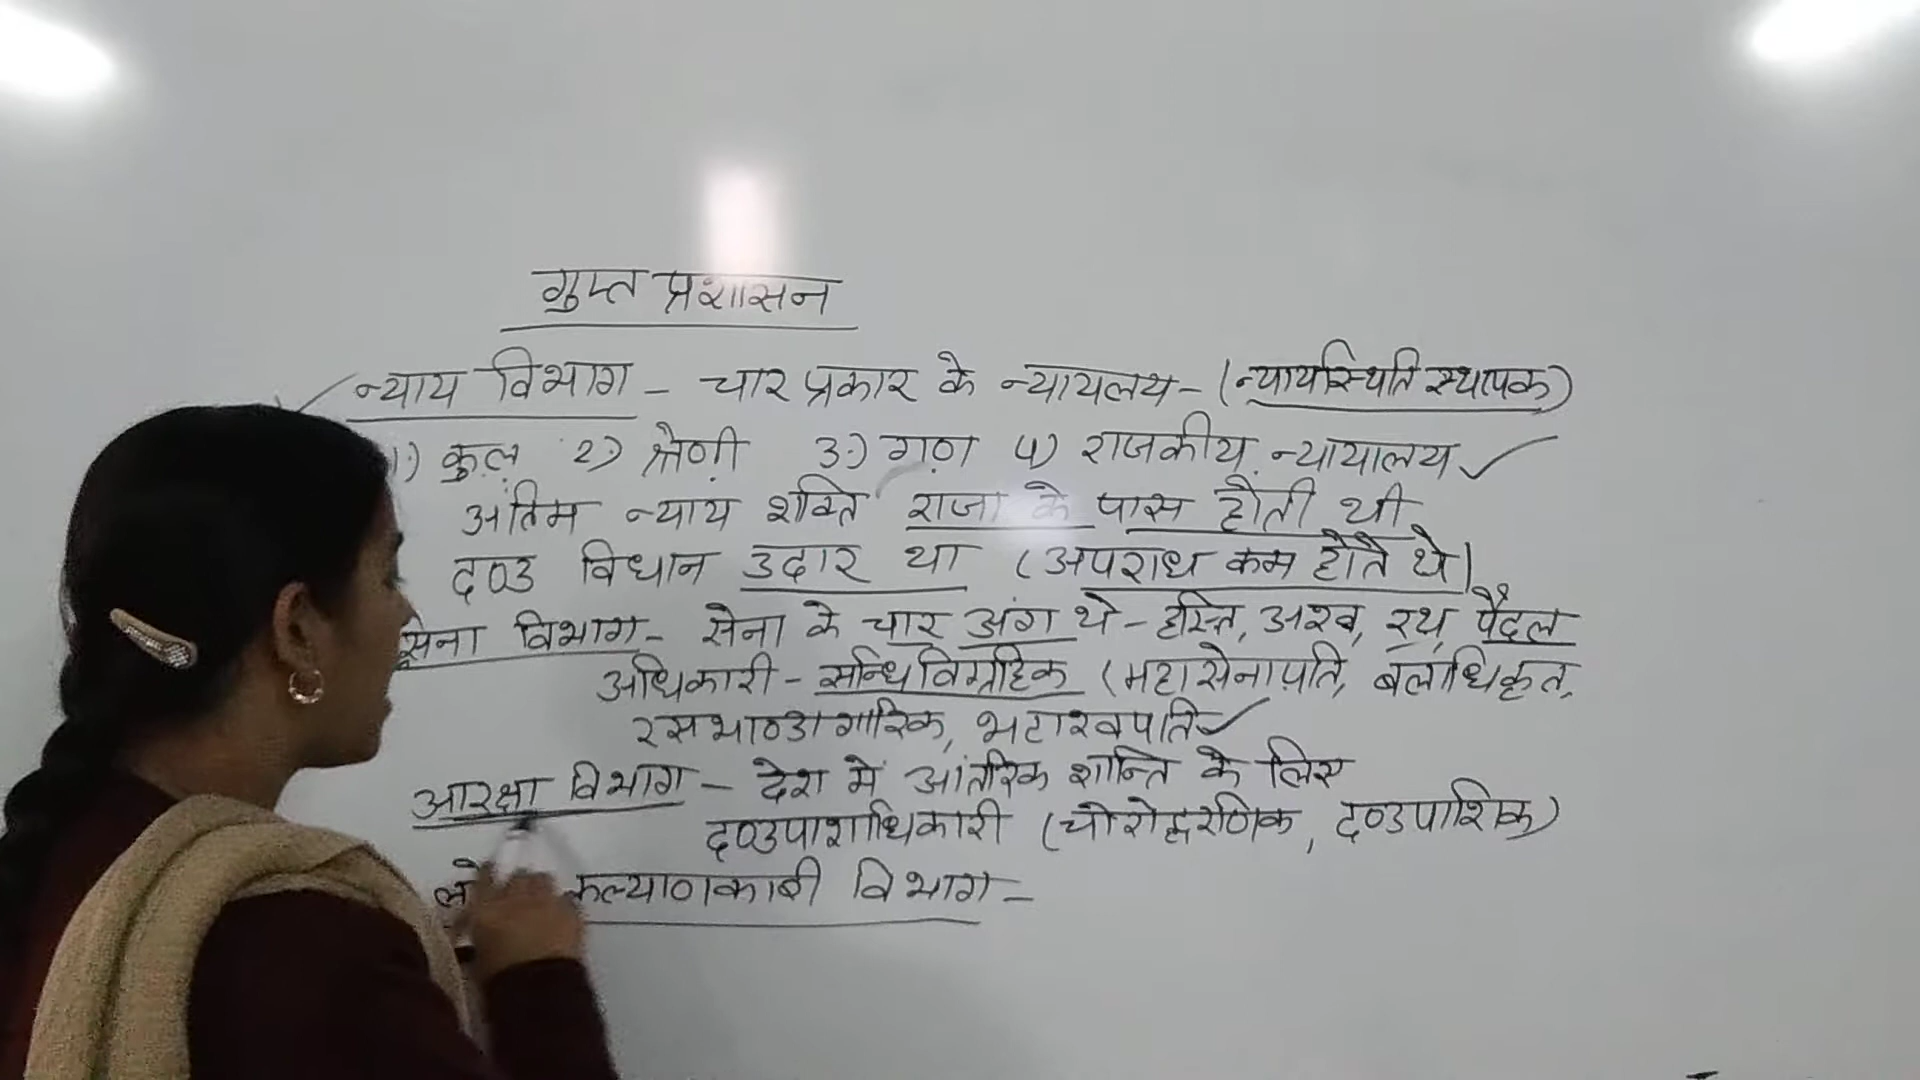 गुप्त प्रशासन
न्याय विभाग - चार प्रकार के न्यायलय - (न्यायस्थिति स्थापक)
1) कुल 2) श्रेणी 3) गण 4) राजकीय न्यायालय
अंतिम न्याय शक्ति राजा के पास होती थी
दण्ड विधान उदार था (अपराध कम होते थे)
सेना विभाग - सेना के चार अंग थे - हस्ति, अश्व, रथ, पैदल
अधिकारी - सन्धिविग्रहिक (महासेनापति, बलाधिकृत,
रसभाण्डागारिक, भटाश्वपति
आरक्षा विभाग - देश में आंतरिक शान्ति के लिए
दण्डपाशाधिकारी (चोरोद्धरणिक, दण्डपाशिक)
कल्याणकारी विभाग -